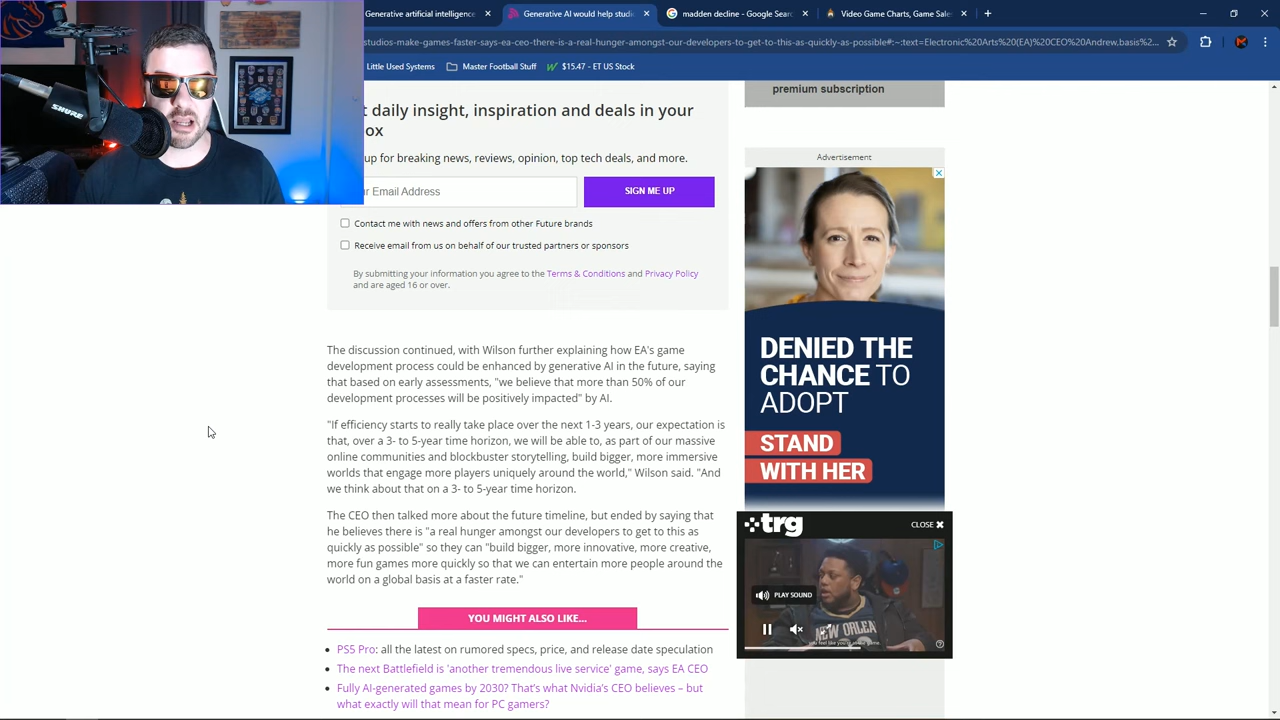 Generative artificial intelligence
Generative AI would help studi
madden decline - Google Searc
Video Game Charts, Game Sales
studios-make-games-faster-says-ea-ceo-there-is-a-real-hunger-amongst-our-developers-to-get-to-this-as-quickly-as-possible#:~:text=Electronic%20Arts%20(EA)%20CEO%20Andrew,basis%2...
Little Used Systems
Master Football Stuff
$15.47 - ET US Stock
SHURE
t daily insight, inspiration and deals in your
ox
up for breaking news, reviews, opinion, top tech deals, and more.
r Email Address
SIGN ME UP
Contact me with news and offers from other Future brands
Receive email from us on behalf of our trusted partners or sponsors
By submitting your information you agree to the Terms & Conditions and Privacy Policy
and are aged 16 or over.
The discussion continued, with Wilson further explaining how EA's game
development process could be enhanced by generative AI in the future, saying
that based on early assessments, "we believe that more than 50% of our
development processes will be positively impacted" by AI.
"If efficiency starts to really take place over the next 1-3 years, our expectation is
that, over a 3- to 5-year time horizon, we will be able to, as part of our massive
online communities and blockbuster storytelling, build bigger, more immersive
worlds that engage more players uniquely around the world," Wilson said. "And
we think about that on a 3- to 5-year time horizon.
The CEO then talked more about the future timeline, but ended by saying that
he believes there is "a real hunger amongst our developers to get to this as
quickly as possible" so they can "build bigger, more innovative, more creative,
more fun games more quickly so that we can entertain more people around the
world on a global basis at a faster rate."
YOU MIGHT ALSO LIKE...
PS5 Pro: all the latest on rumored specs, price, and release date speculation
The next Battlefield is 'another tremendous live service' game, says EA CEO
Fully AI-generated games by 2030? That's what Nvidia's CEO believes – but
what exactly will that mean for PC gamers?
premium subscription
Advertisement
DENIED THE
CHANCE TO
ADOPT
STAND
WITH HER
trg
CLOSE
PLAY SOUND
NEW ORLEA
you feel like you're in the game